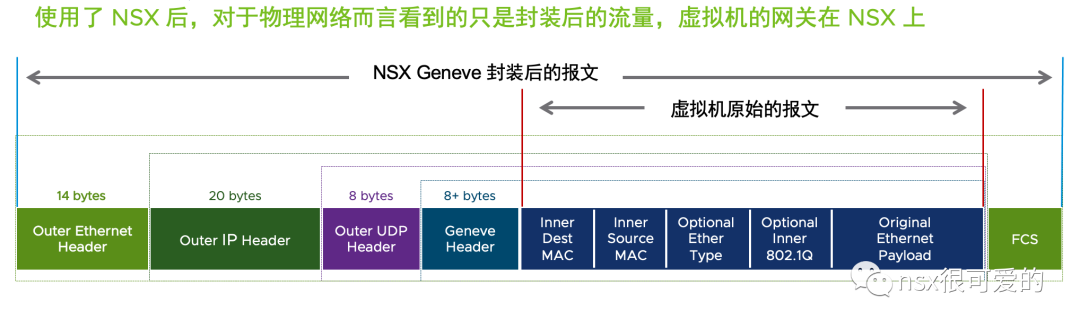 使用了 NSX 后，对于物理网络而言看到的只是封装后的流量，虚拟机的网关在 NSX 上
NSX Geneve 封装后的报文
虚拟机原始的报文
14 bytes
20 bytes
8 bytes
8+ bytes
Outer Ethernet
Header
Outer IP Header
Outer UDP
Header
Geneve
Header
Inner
Dest
MAC
Inner
Source
MAC
Optional
Ether
Type
Optional
Inner
802.1Q
Original
Ethernet
Payload
FCS
nsx很可爱的